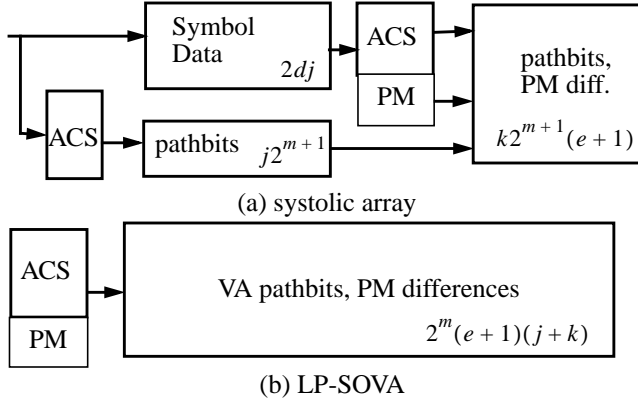 Symbol
Data
2dj
ACS
PM
pathbits,
PM diff.
k2^{m+1}(e+1)
ACS
pathbits j2^{m+1}
(a) systolic array
ACS
PM
VA pathbits, PM differences
2^m(e+1)(j+k)
(b) LP-SOVA